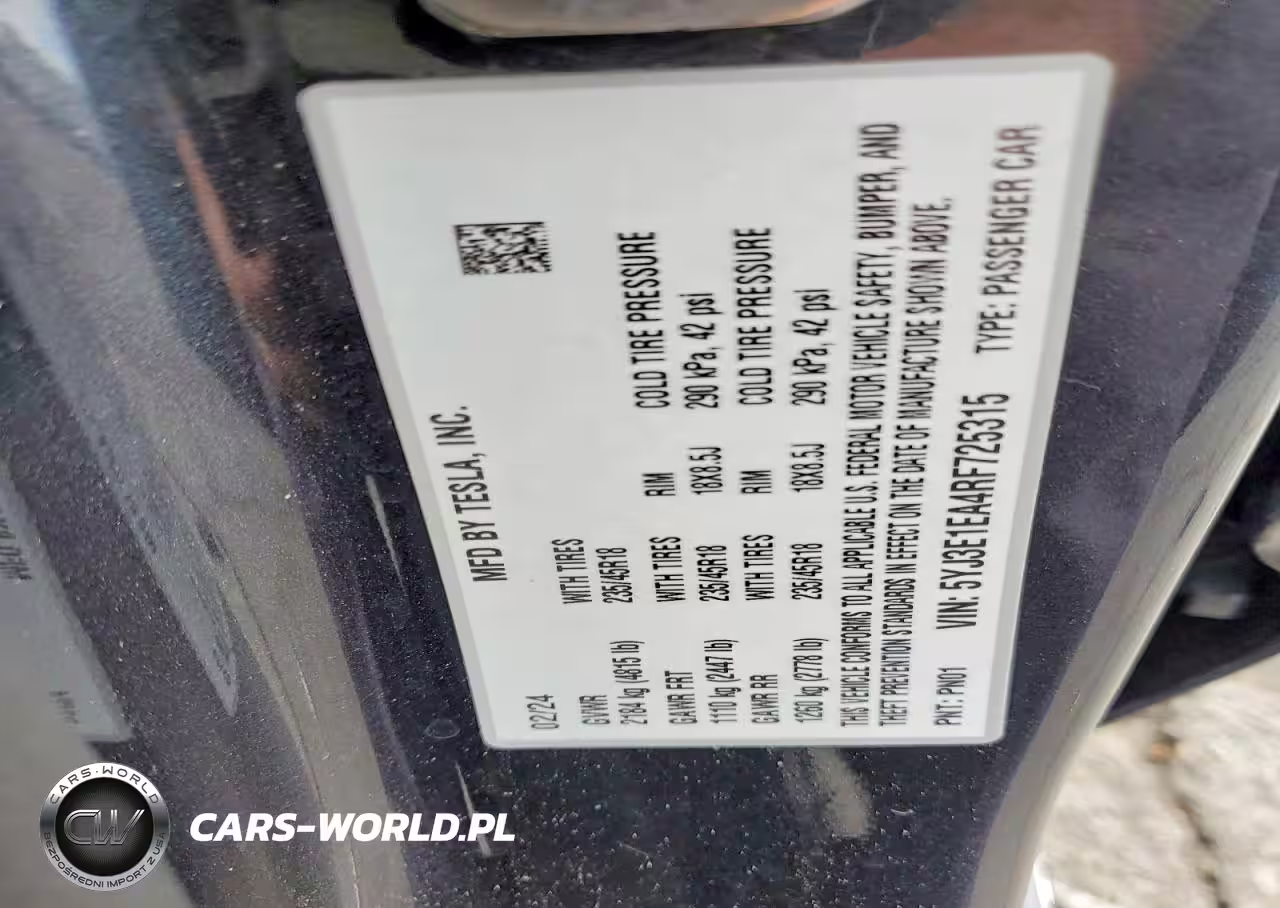 MFD BY TESLA, INC.
02/24
GVWR WITH TIRES
2184 kg (4815 lb) 235/45R18
GAWR FRT WITH TIRES RIM COLD TIRE PRESSURE
1110 kg (2447 lb) 235/45R18 18X8.5J 290 kPa, 42 psi
GAWR RR WITH TIRES RIM COLD TIRE PRESSURE
1260 kg (2778 lb) 235/45R18 18X8.5J 290 kPa, 42 psi
THIS VEHICLE CONFORMS TO ALL APPLICABLE U.S. FEDERAL MOTOR VEHICLE SAFETY, BUMPER, AND
THEFT PREVENTION STANDARDS IN EFFECT ON THE DATE OF MANUFACTURE SHOWN ABOVE.
PNT: PN01 VIN: 5YJ3E1EA4RF725315 TYPE: PASSENGER CAR
CARS-WORLD
CW
BEZPOŚREDNI IMPORT Z USA
CARS-WORLD.PL